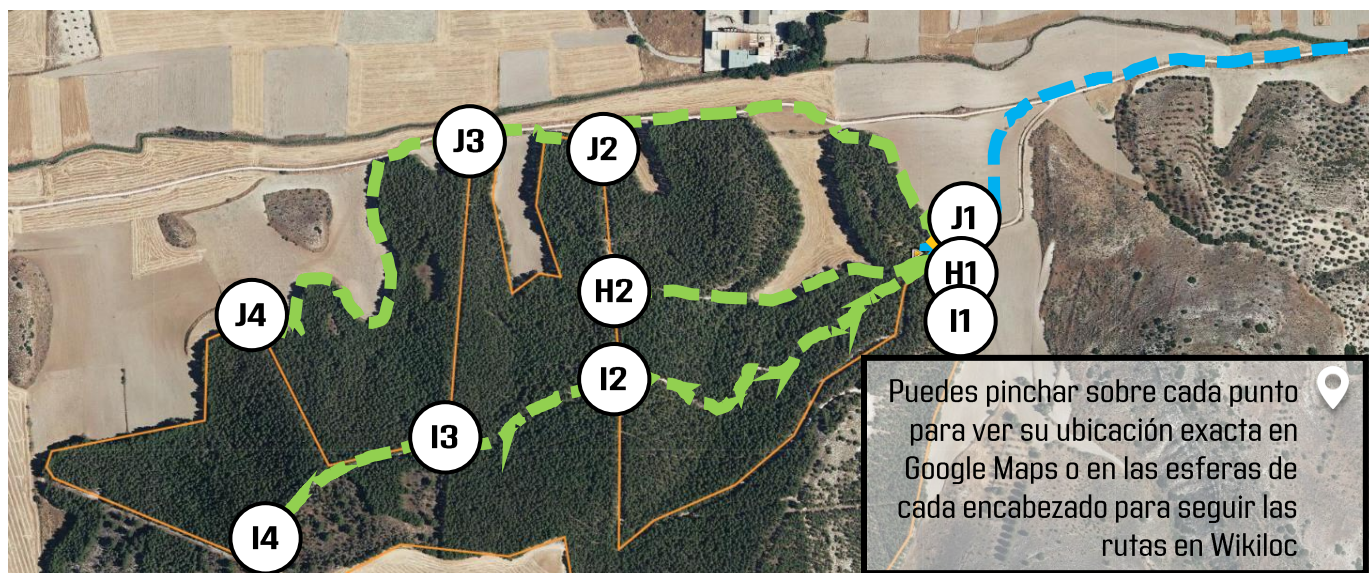 J3
J2
J1
H1
H2
I1
J4
I2
I3
I4
Puedes pinchar sobre cada punto
para ver su ubicación exacta en
Google Maps o en las esferas de
cada encabezado para seguir las
rutas en Wikiloc